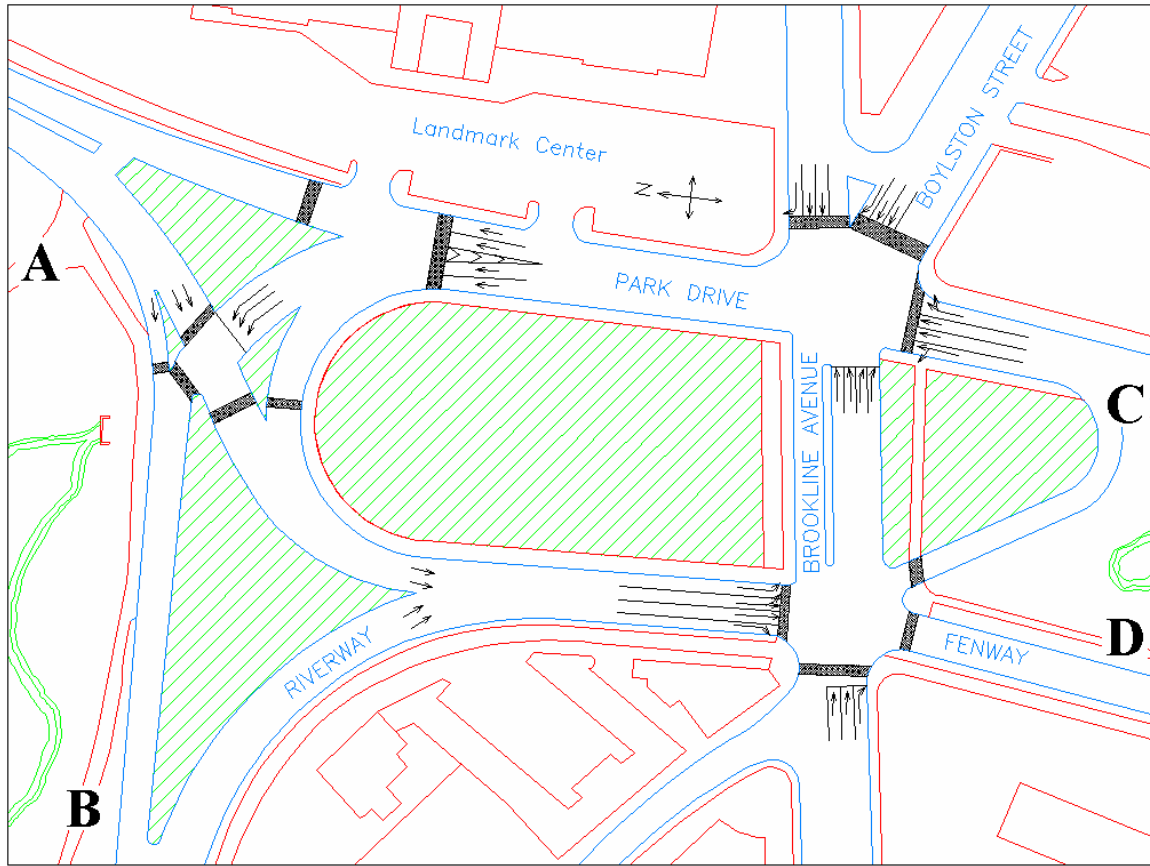 BOYLSTON STREET
Landmark Center
N
A
PARK DRIVE
BROOKLINE AVENUE
C
RIVERWAY
D
FENWAY
B